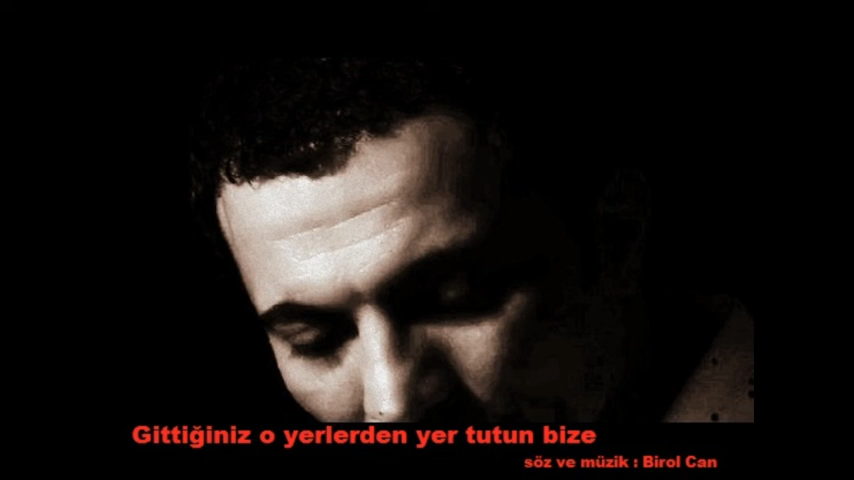 Gittiğiniz o yerlerden yer tutun bize
söz ve müzik : Birol Can